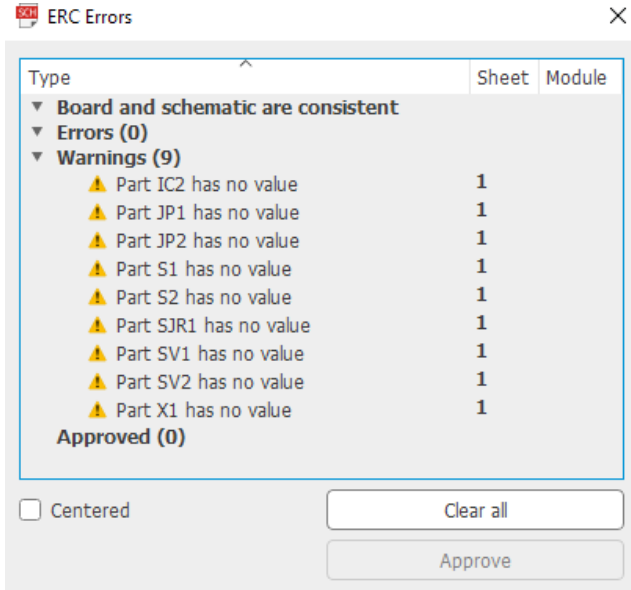 SCH ERC Errors
Type Sheet Module
Board and schematic are consistent
Errors (0)
Warnings (9)
Part IC2 has no value 1
Part JP1 has no value 1
Part JP2 has no value 1
Part S1 has no value 1
Part S2 has no value 1
Part SJR1 has no value 1
Part SV1 has no value 1
Part SV2 has no value 1
Part X1 has no value 1
Approved (0)
Centered Clear all
Approve